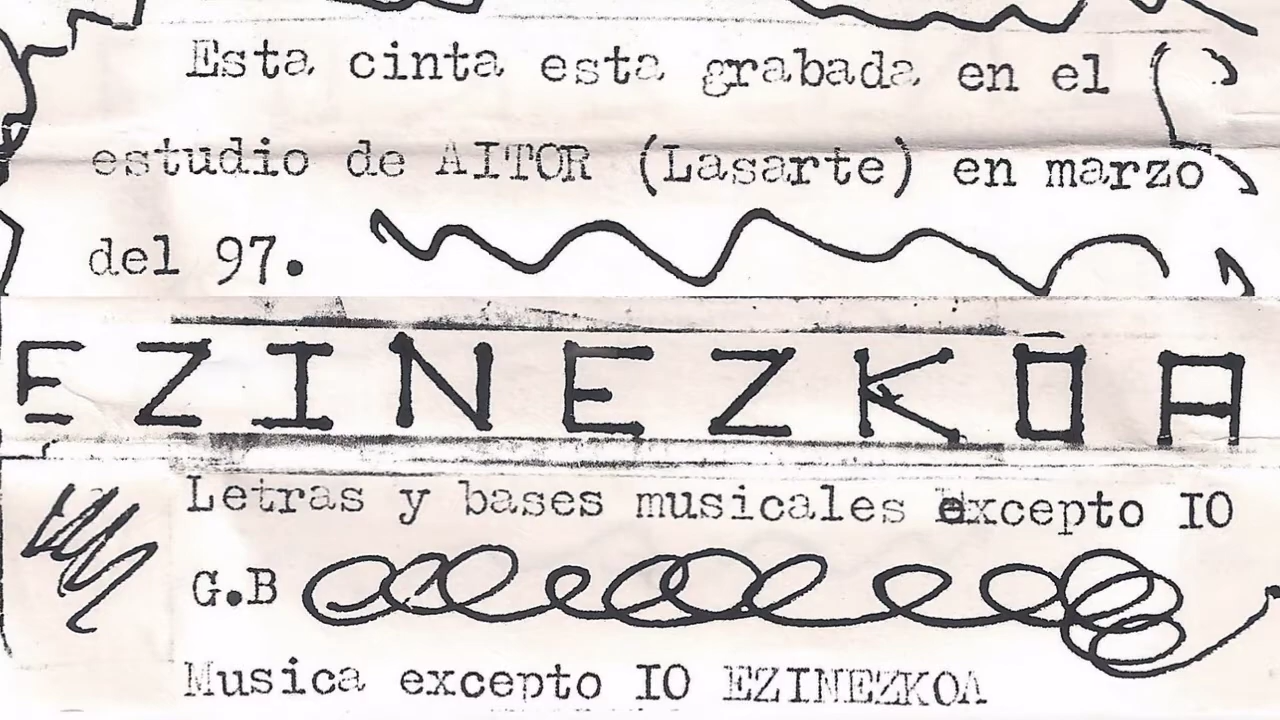 Esta cinta esta grabada en el
estudio de AITOR (Lasarte) en marzo
del 97.
EZINEZKOA
Letras y bases musicales excepto IO
G.B
Musica excepto IO EZINEZKOA